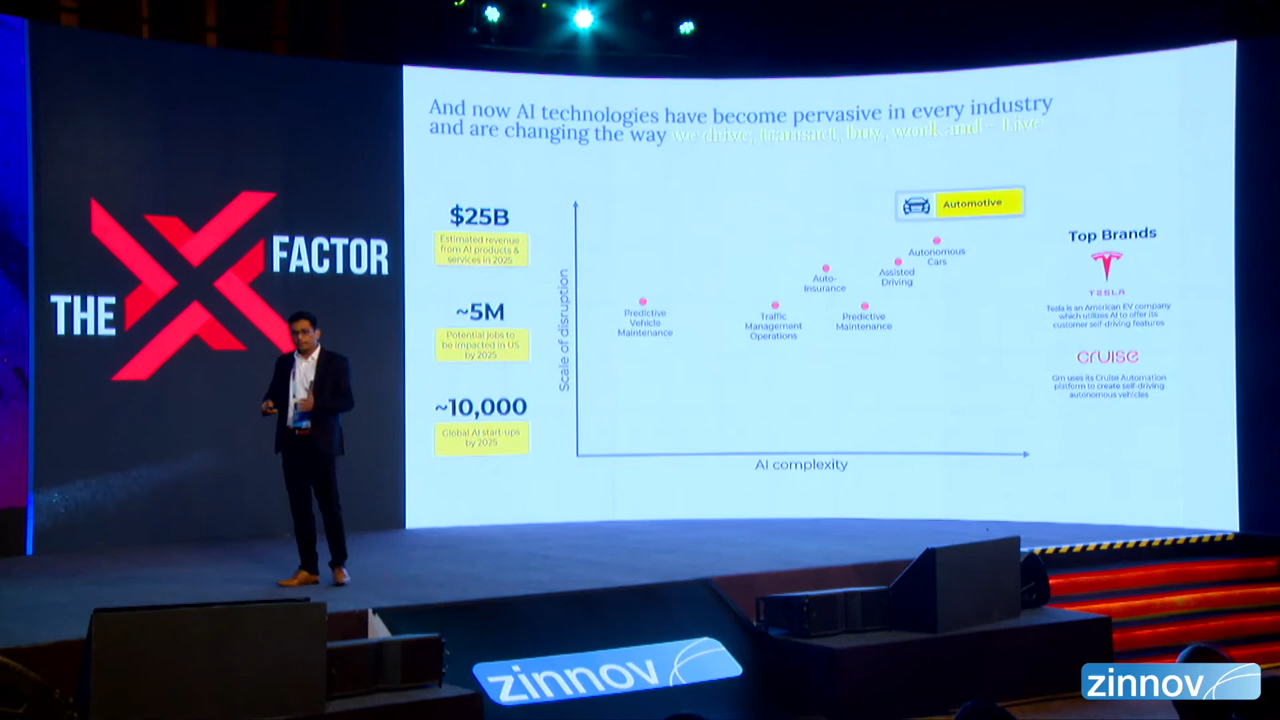 THE
FACTOR
And now AI technologies have become pervasive in every industry
and are changing the way we drive, transact, buy, work and – Live
$25B
Estimated revenue
from AI products &
services in 2025
~5M
Potential jobs to
be impacted in US
by 2025
~10,000
Global AI start-ups
by 2025
Scale of disruption
AI complexity
Automotive
Autonomous
Cars
Assisted
Driving
Auto-
Insurance
Predictive
Vehicle
Maintenance
Traffic
Management
Operations
Predictive
Maintenance
Top Brands
TESLA
Tesla is an American EV company
which utilizes AI to offer its
customer self-driving features
cruise
Gm uses its Cruise Automation
platform to create self-driving
autonomous vehicles
zinnov
zinnov